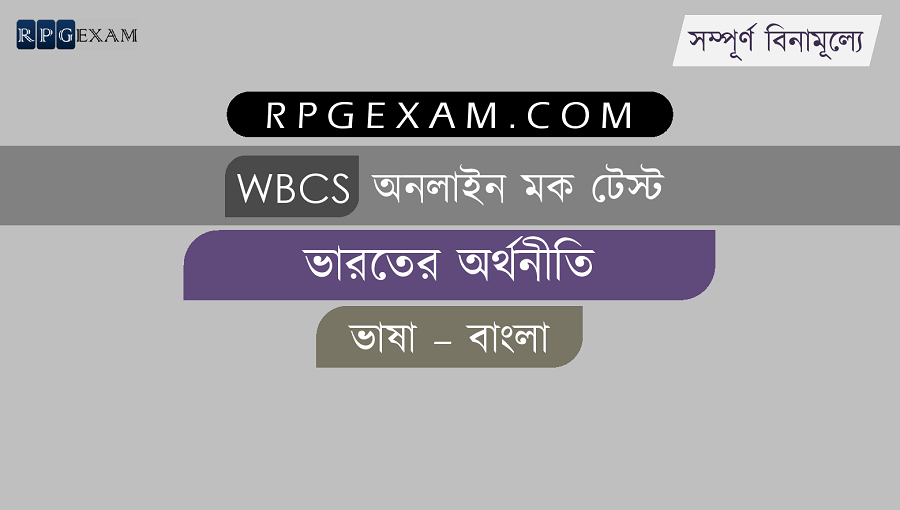 RPGEXAM
সম্পূর্ণ বিনামূল্যে
RPGEXAM.COM
WBCS অনলাইন মক টেস্ট
ভারতের অর্থনীতি
ভাষা – বাংলা